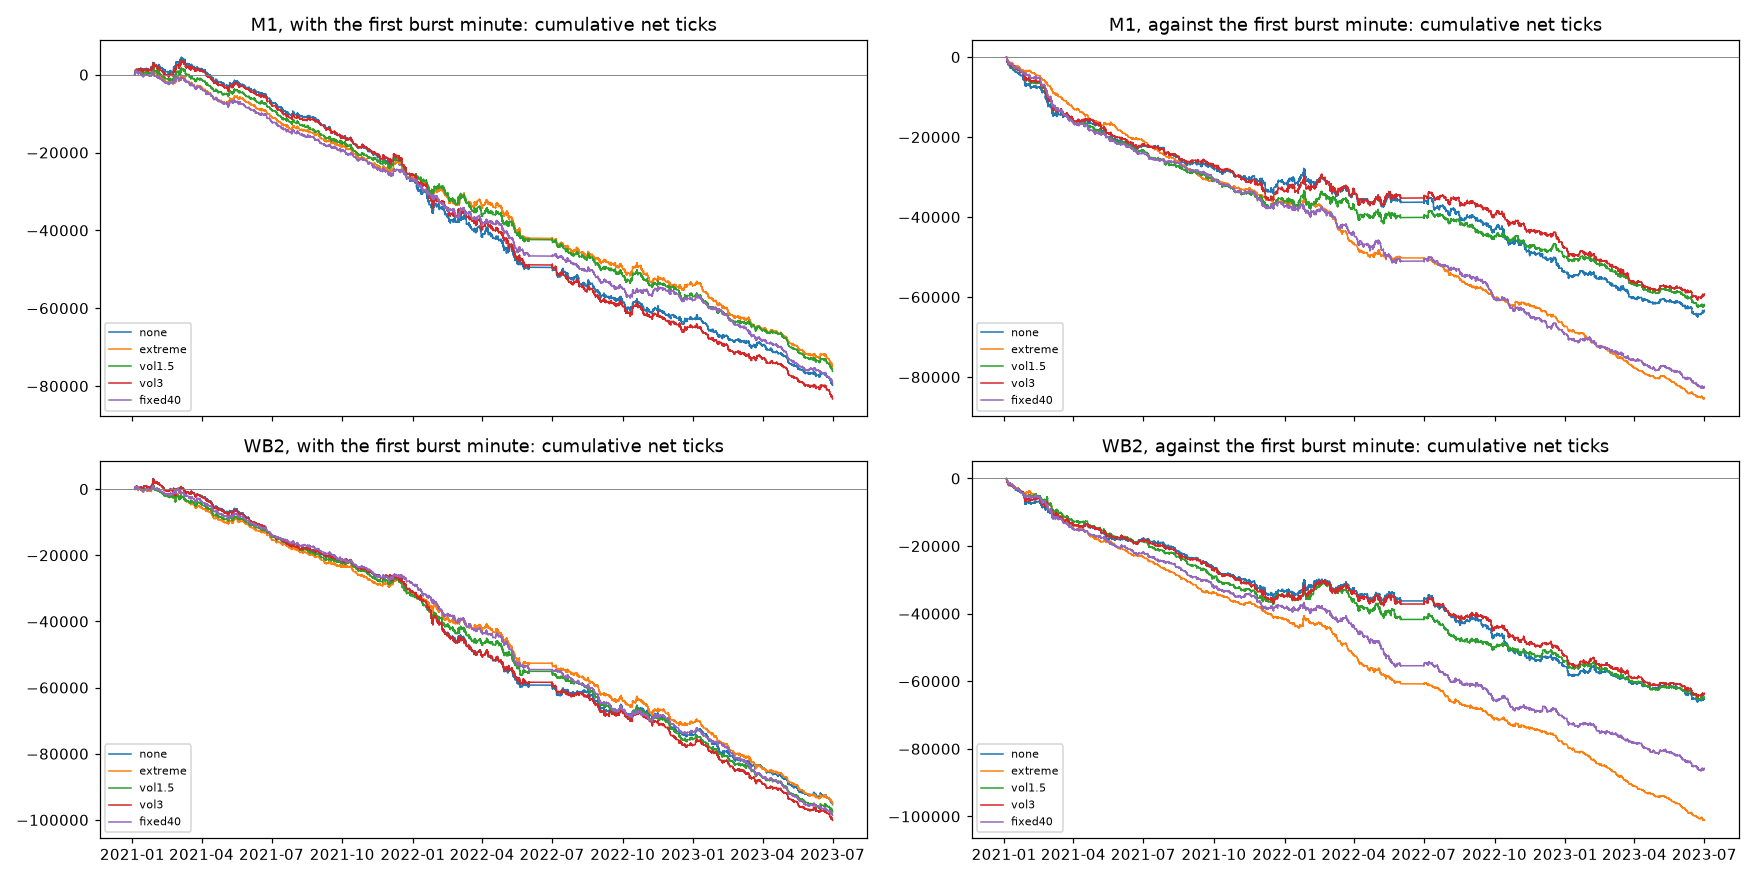 M1, with the first burst minute: cumulative net ticks
0
−20000
−40000
−60000
−80000
none
extreme
vol1.5
vol3
fixed40
M1, against the first burst minute: cumulative net ticks
0
−20000
−40000
−60000
−80000
none
extreme
vol1.5
vol3
fixed40
WB2, with the first burst minute: cumulative net ticks
0
−20000
−40000
−60000
−80000
−100000
none
extreme
vol1.5
vol3
fixed40
2021-01 2021-04 2021-07 2021-10 2022-01 2022-04 2022-07 2022-10 2023-01 2023-04 2023-07
WB2, against the first burst minute: cumulative net ticks
0
−20000
−40000
−60000
−80000
−100000
none
extreme
vol1.5
vol3
fixed40
2021-01 2021-04 2021-07 2021-10 2022-01 2022-04 2022-07 2022-10 2023-01 2023-04 2023-07